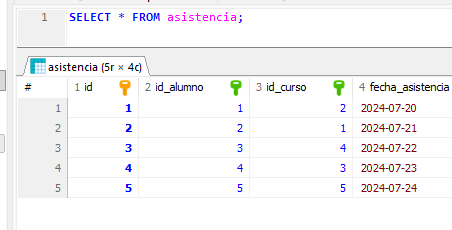 1 SELECT * FROM asistencia;
asistencia (5r × 4c)
# 1 id 2 id_alumno 3 id_curso 4 fecha_asistencia
1 1 1 2 2024-07-20
2 2 2 1 2024-07-21
3 3 3 4 2024-07-22
4 4 4 3 2024-07-23
5 5 5 5 2024-07-24